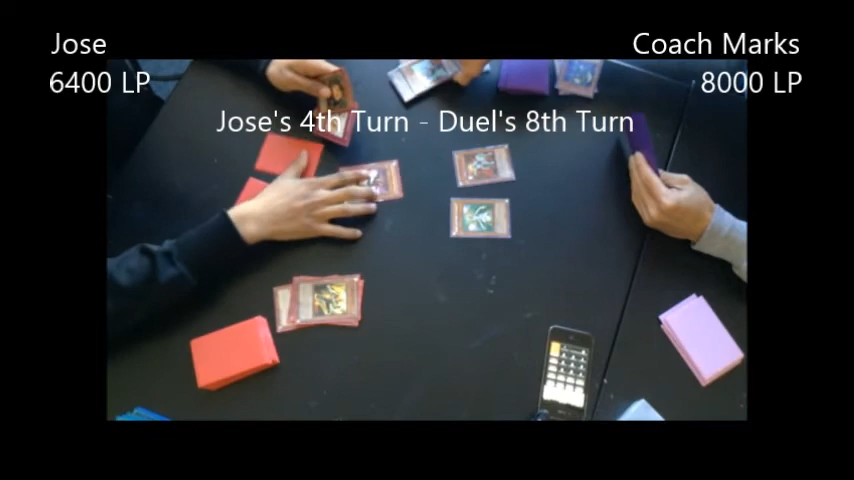 Jose
Coach Marks
6400 LP
8000 LP
Jose's 4th Turn - Duel's 8th Turn